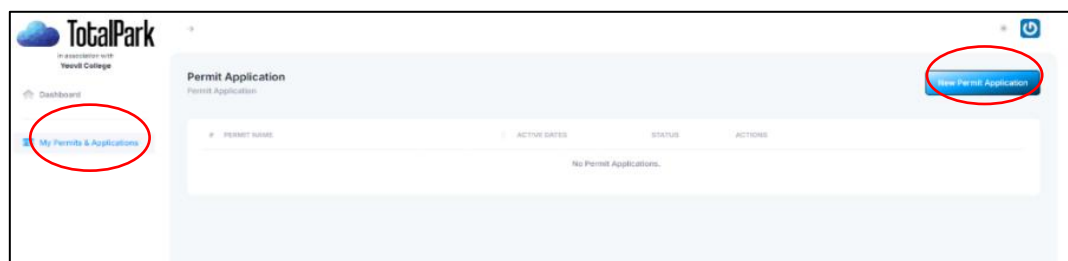 TotalPark
in association with
Yeovil College
Dashboard
My Permits & Applications
Permit Application
Permit Application
New Permit Application
# PERMIT NAME ACTIVE DATES STATUS ACTIONS
No Permit Applications.